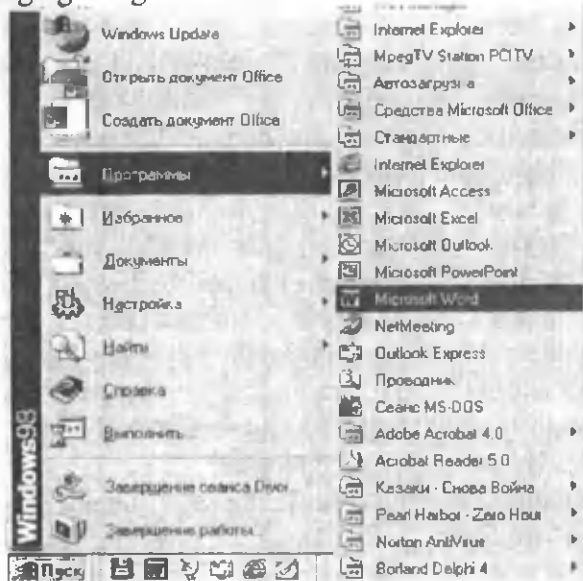 Windows Update
Открыть документ Office
Создать документ Office
Программы
Избранное
Документы
Настройка
Найти
Справка
Выполнить...
Завершение сеанса
Завершение работы...
Windows98
Пуск
Internet Explorer
MpegTV Station PCITV
Автозагрузка
Средства Microsoft Office
Стандартные
Internet Explorer
Microsoft Access
Microsoft Excel
Microsoft Outlook
Microsoft PowerPoint
Microsoft Word
NetMeeting
Outlook Express
Проводник
Сеанс MS-DOS
Adobe Acrobat 4.0
Acrobat Reader 5.0
Казаки - Снова Война
Pearl Harbor - Zero Hour
Norton AntiVirus
Borland Delphi 4